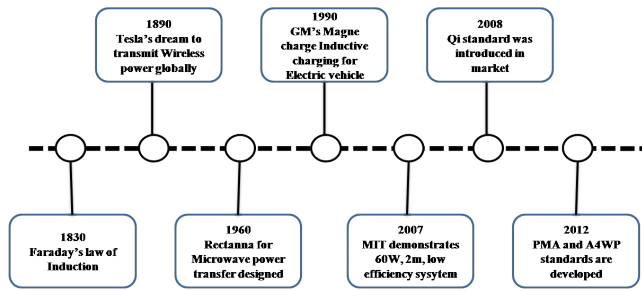 1890
Tesla's dream to
transmit Wireless
power globally
1990
GM's Magne
charge Inductive
charging for
Electric vehicle
2008
Qi standard was
introduced in
market
1830
Faraday's law of
Induction
1960
Rectanna for
Microwave power
transfer designed
2007
MIT demonstrates
60W, 2m, low
efficiency sysytem
2012
PMA and A4WP
standards are
developed